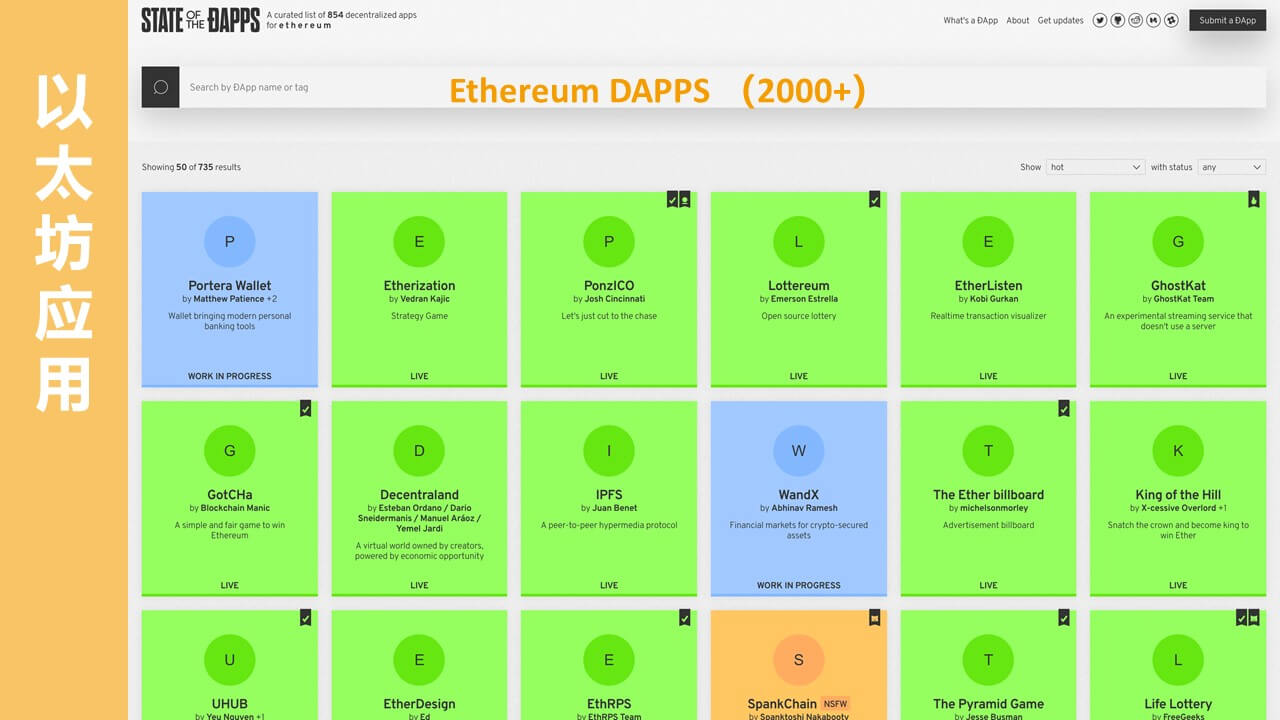 以太坊应用
STATE OF THE ĐAPPS
A curated list of 854 decentralized apps
for ethereum
What's a ĐApp About Get updates Submit a ĐApp
Search by ĐApp name or tag
Ethereum DAPPS （2000+）
Showing 50 of 735 results
Show hot with status any
P
Portera Wallet
by Matthew Patience +2
Wallet bringing modern personal
banking tools
WORK IN PROGRESS
E
Etherization
by Vedran Kajic
Strategy Game
LIVE
P
PonzICO
by Josh Cincinnati
Let's just cut to the chase
LIVE
L
Lottereum
by Emerson Estrella
Open source lottery
LIVE
E
EtherListen
by Kobi Gurkan
Realtime transaction visualizer
LIVE
G
GhostKat
by GhostKat Team
An experimental streaming service that
doesn't use a server
LIVE
G
GotCHa
by Blockchain Manic
A simple and fair game to win
Ethereum
LIVE
D
Decentraland
by Esteban Ordano / Dario
Sneidermanis / Manuel Aráoz /
Yemel Jardi
A virtual world owned by creators,
powered by economic opportunity
LIVE
I
IPFS
by Juan Benet
A peer-to-peer hypermedia protocol
LIVE
W
WandX
by Abhinav Ramesh
Financial markets for crypto-secured
assets
WORK IN PROGRESS
T
The Ether billboard
by michelsonmorley
Advertisement billboard
LIVE
K
King of the Hill
by X-cessive Overlord +1
Snatch the crown and become king to
win Ether
LIVE
U
UHUB
by Yeu Nguyen +1
E
EtherDesign
by Ed
E
EthRPS
by EthRPS Team
S
SpankChain NSFW
by Spanktoshi Nakabooty
T
The Pyramid Game
by Jesse Busman
L
Life Lottery
by FreeGeeks